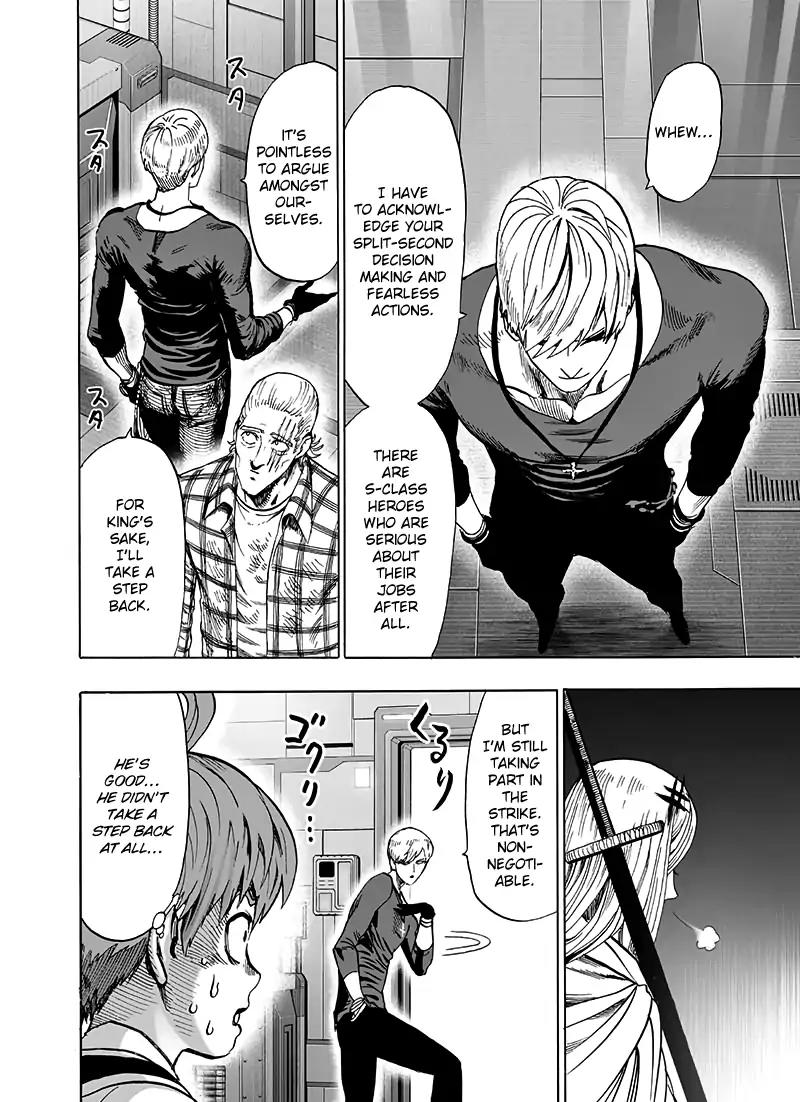 WHEW...
I HAVE
TO ACKNOWL-
EDGE YOUR
SPLIT-SECOND
DECISION
MAKING AND
FEARLESS
ACTIONS.
THERE
ARE
S-CLASS
HEROES
WHO ARE
SERIOUS
ABOUT
THEIR
JOBS
AFTER
ALL.
IT'S
POINTLESS
TO ARGUE
AMONGST
OUR-
SELVES.
スタ
スタ
スタ
FOR
KING'S
SAKE,
I'LL
TAKE A
STEP
BACK.
BUT
I'M STILL
TAKING
PART IN
THE
STRIKE.
THAT'S
NON-
NEGOTI-
ABLE.
くるり
ゴクリ...
HE'S
GOOD...
HE DIDN'T
TAKE A
STEP BACK
AT ALL...